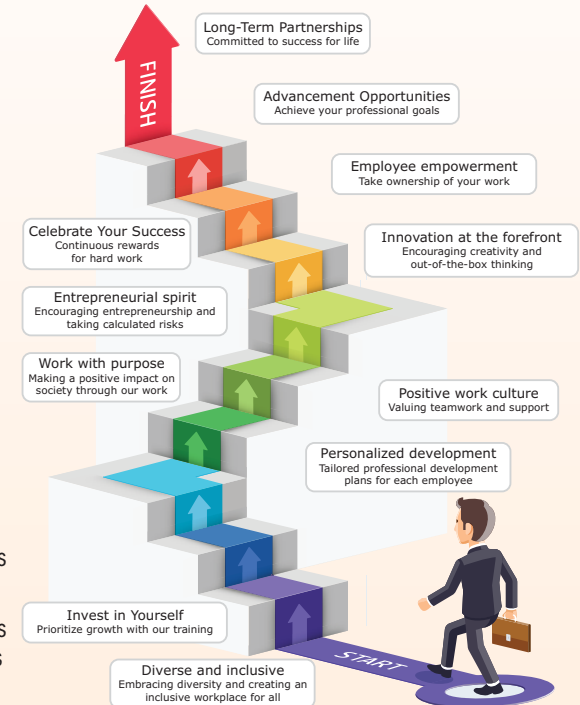 Long-Term Partnerships
Committed to success for life
FINISH
Advancement Opportunities
Achieve your professional goals
Employee empowerment
Take ownership of your work
Celebrate Your Success
Continuous rewards
for hard work
Innovation at the forefront
Encouraging creativity and
out-of-the-box thinking
Entrepreneurial spirit
Encouraging entrepreneurship and
taking calculated risks
Work with purpose
Making a positive impact on
society through our work
Positive work culture
Valuing teamwork and support
Personalized development
Tailored professional development
plans for each employee
s
Invest in Yourself
Prioritize growth with our training
s
s
START
Diverse and inclusive
Embracing diversity and creating an
inclusive workplace for all